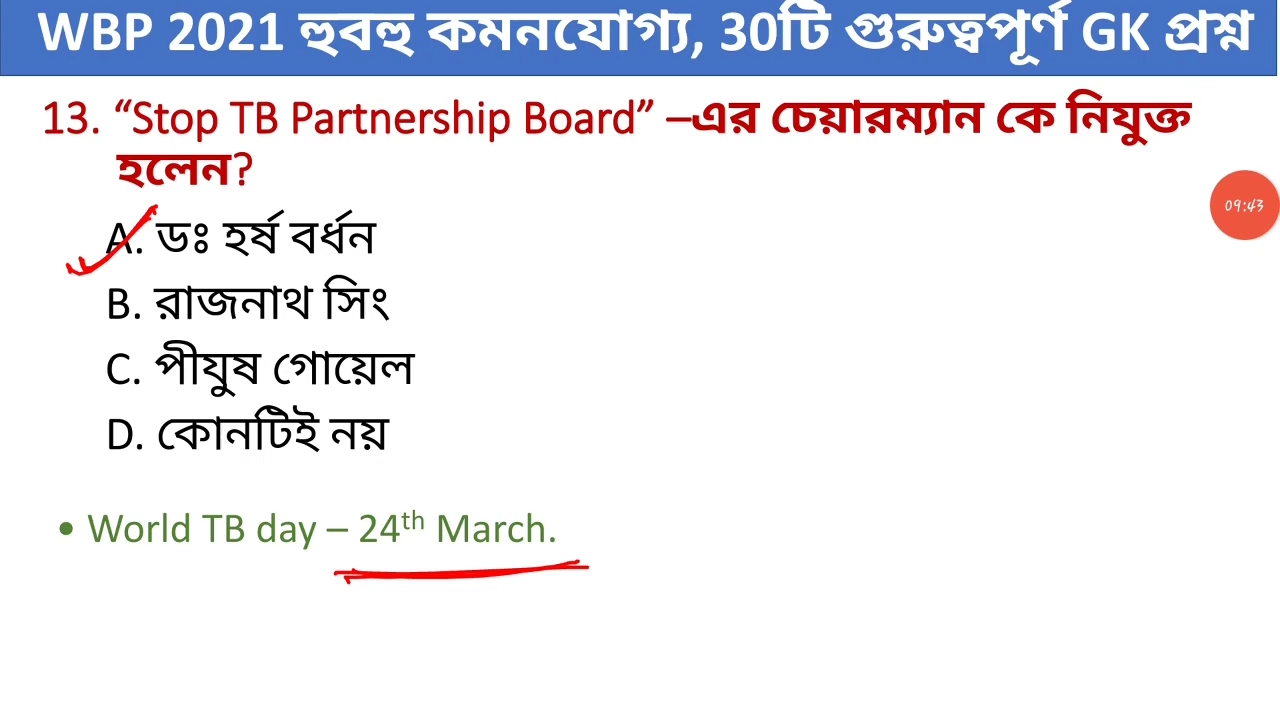 WBP 2021 হুবহু কমনযোগ্য, 30টি গুরুত্বপূর্ণ GK প্রশ্ন
13. “Stop TB Partnership Board” –এর চেয়ারম্যান কে নিযুক্ত
হলেন?
09:43
A. ডঃ হর্ষ বর্ধন
B. রাজনাথ সিং
C. পীযুষ গোয়েল
D. কোনটিই নয়
• World TB day – 24th March.